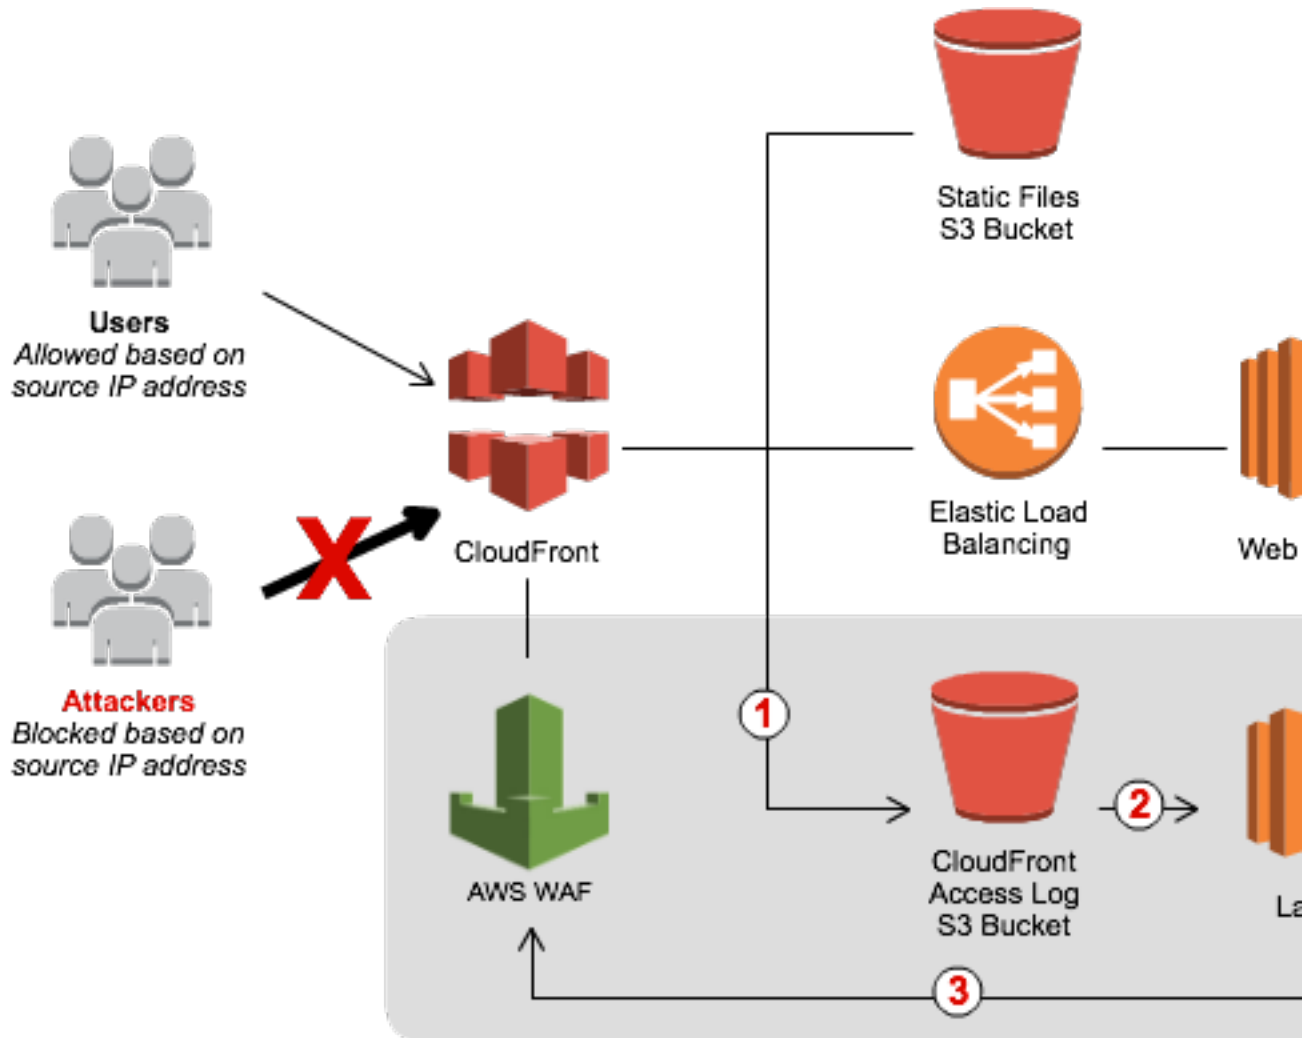 Static Files
S3 Bucket
Users
Allowed based on
source IP address
Elastic Load
Balancing
Web
CloudFront
X
Attackers
Blocked based on
source IP address
1
2
AWS WAF
CloudFront
Access Log
S3 Bucket
La
3